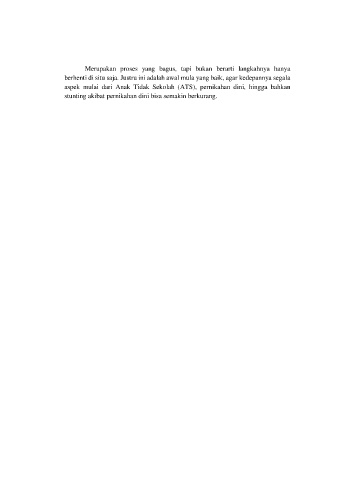 Merupakan proses yang bagus, tapi bukan berarti langkahnya hanya
berhenti di situ saja. Justru ini adalah awal mula yang baik, agar kedepannya segala
aspek mulai dari Anak Tidak Sekolah (ATS), pernikahan dini, hingga bahkan
stunting akibat pernikahan dini bisa semakin berkurang.